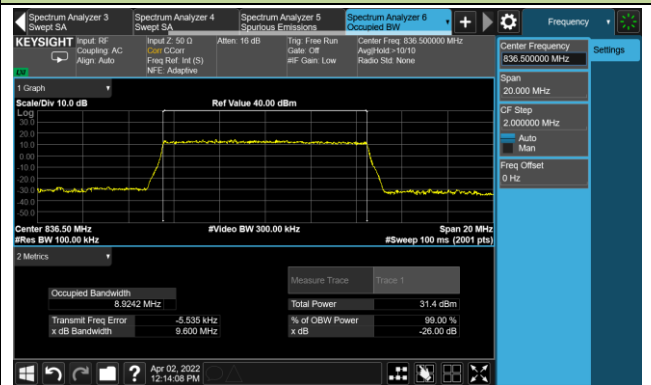 Spectrum Analyzer 3
Swept SA
Spectrum Analyzer 4
Swept SA
Spectrum Analyzer 5
Spurious Emissions
Spectrum Analyzer 6
Occupied BW
Frequency
KEYSIGHT
Input: RF
Coupling: AC
Align: Auto
Input Z: 50 Ω
Corr CCorr
Freq Ref: Int (S)
NFE: Adaptive
Atten: 16 dB
Trig: Free Run
Gate: Off
#IF Gain: Low
Center Freq: 836.500000 MHz
Avg|Hold:>10/10
Radio Std: None
Center Frequency
836.500000 MHz
Settings
Span
20.000 MHz
CF Step
2.000000 MHz
Auto
Man
Freq Offset
0 Hz
1 Graph
Scale/Div 10.0 dB
Ref Value 40.00 dBm
Log
30.0
20.0
10.0
0.00
-10.0
-20.0
-30.0
-40.0
-50.0
Center 836.50 MHz
#Video BW 300.00 kHz
Span 20 MHz
#Res BW 100.00 kHz
#Sweep 100 ms (2001 pts)
2 Metrics
Measure Trace
Trace 1
Occupied Bandwidth
8.9242 MHz
Total Power
31.4 dBm
Transmit Freq Error
-5.535 kHz
% of OBW Power
99.00 %
x dB Bandwidth
9.600 MHz
x dB
-26.00 dB
?
Apr 02, 2022
12:14:08 PM